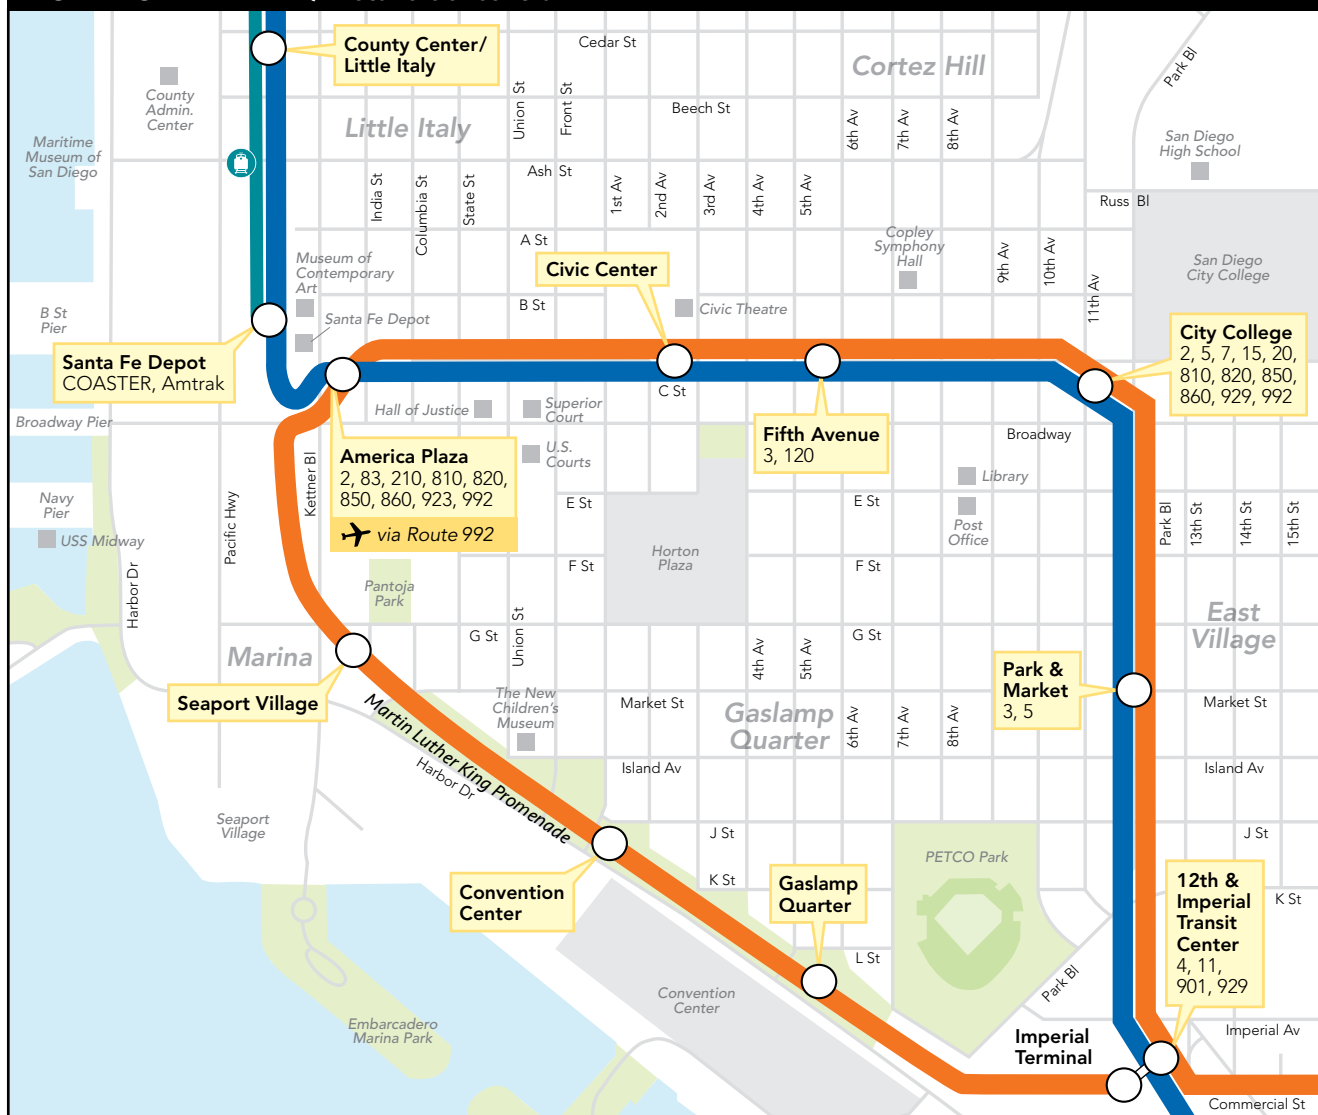 County Center/
Little Italy
Cedar St
Cortez Hill
Park Bl
County
Admin.
Center
Union St
Front St
Beech St
Little Italy
6th Av
7th Av
8th Av
Maritime
Museum of
San Diego
San Diego
High School
Ash St
India St
Columbia St
State St
1st Av
2nd Av
3rd Av
4th Av
5th Av
Russ Bl
A St
Copley
Symphony
Hall
9th Av
10th Av
11th Av
San Diego
City College
Museum of
Contemporary
Art
Civic Center
B St
Civic Theatre
B St
Pier
Santa Fe Depot
City College
2, 5, 7, 15, 20,
810, 820, 850,
860, 929, 992
Santa Fe Depot
COASTER, Amtrak
C St
Hall of Justice
Superior
Court
Broadway Pier
Fifth Avenue
3, 120
Broadway
America Plaza
2, 83, 210, 810, 820,
850, 860, 923, 992
via Route 992
U.S.
Courts
Kettner Bl
Library
Navy
Pier
Pacific Hwy
E St
E St
Post
Office
Park Bl
13th St
14th St
15th St
USS Midway
Horton
Plaza
F St
F St
Harbor Dr
Pantoja
Park
Union St
East
Village
G St
G St
Marina
4th Av
5th Av
Park &
Market
3, 5
Seaport Village
The New
Children's
Museum
Market St
Market St
Gaslamp
Quarter
6th Av
7th Av
8th Av
Martin Luther King Promenade
Harbor Dr
Island Av
Island Av
Seaport
Village
J St
J St
PETCO Park
K St
K St
Convention
Center
Gaslamp
Quarter
12th &
Imperial
Transit
Center
4, 11,
901, 929
L St
Park Bl
Convention
Center
Embarcadero
Marina Park
Imperial
Terminal
Imperial Av
Commercial St